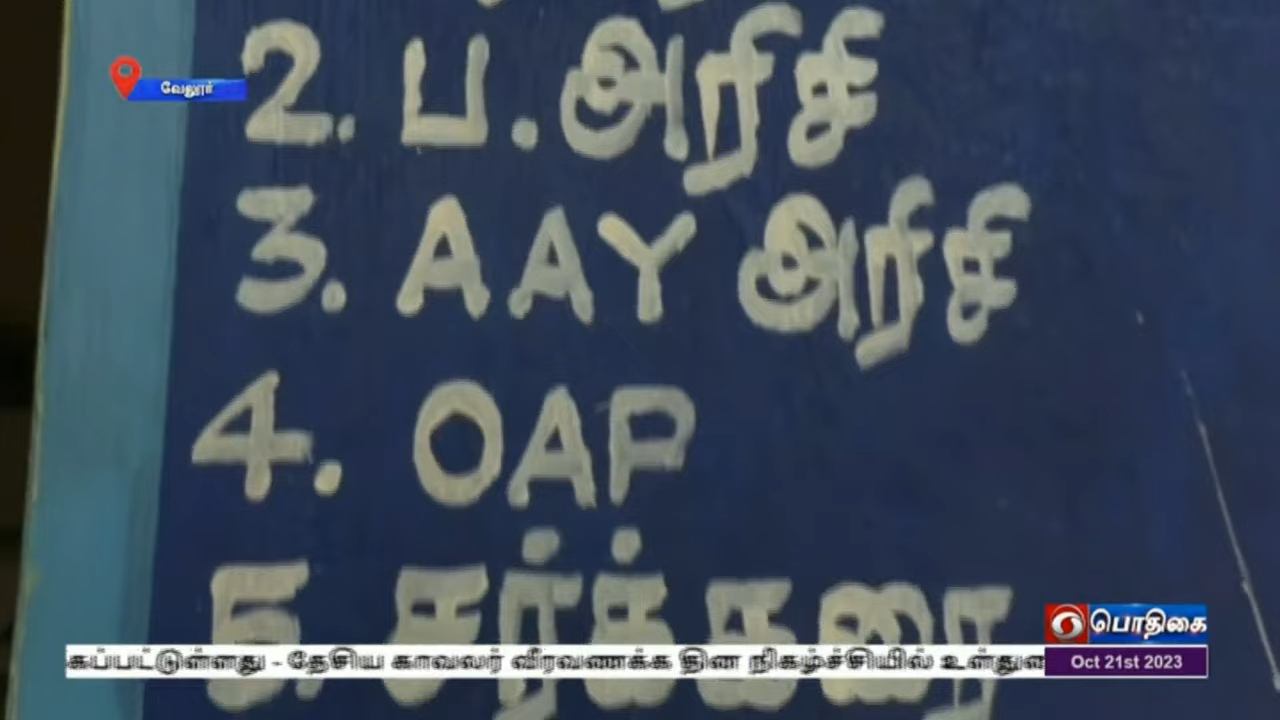 வேலூர்
2. ப.அரிசி
3. AAY அரிசி
4. OAP
5. சர்க்கரை
பொதிகை
கப்பட்டுள்ளது - தேசிய காவலர் வீரவணக்க தின நிகழ்ச்சியில் உள்துறை
Oct 21st 2023